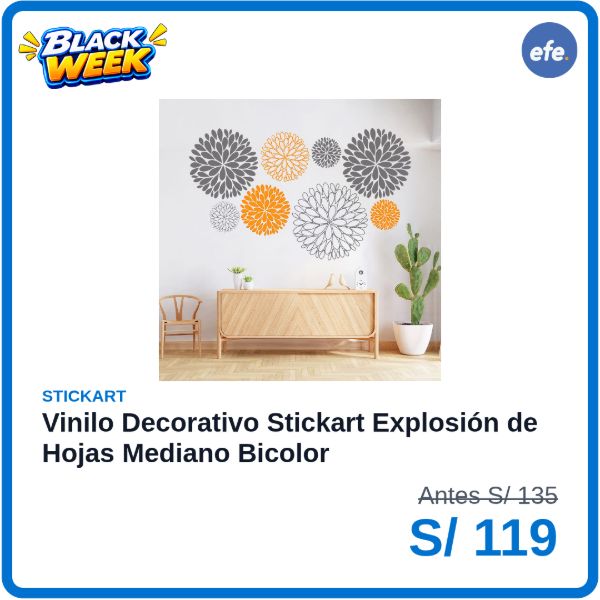 BLACK
WEEK
efe.
STICKART
Vinilo Decorativo Stickart Explosión de
Hojas Mediano Bicolor
Antes S/ 135
S/ 119